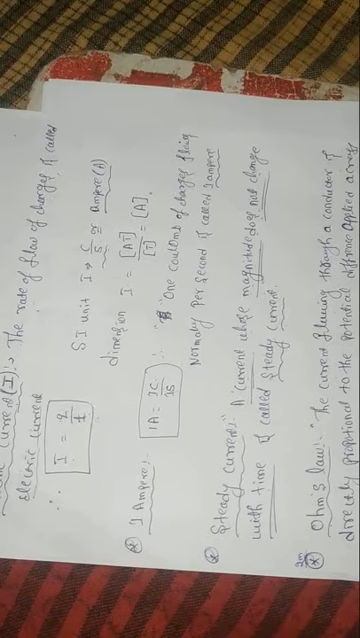 Current (I):- The rate of flow of charges is called
electric current
∴ I = q/t
SI unit I → C/s or Ampere (A)
dimension I = [AT]/[T] = [A].
* 1 Ampere:-
1A = 1C/1S ∴ "One coulomb of charges flowing
Normally per second is called 1 ampere
* Steady current:- "A current whose magnitude does not change
with time is called steady current.
2m * Ohm's law:- "The current flowing through a conductor is
directly proportional to the potential difference applied across